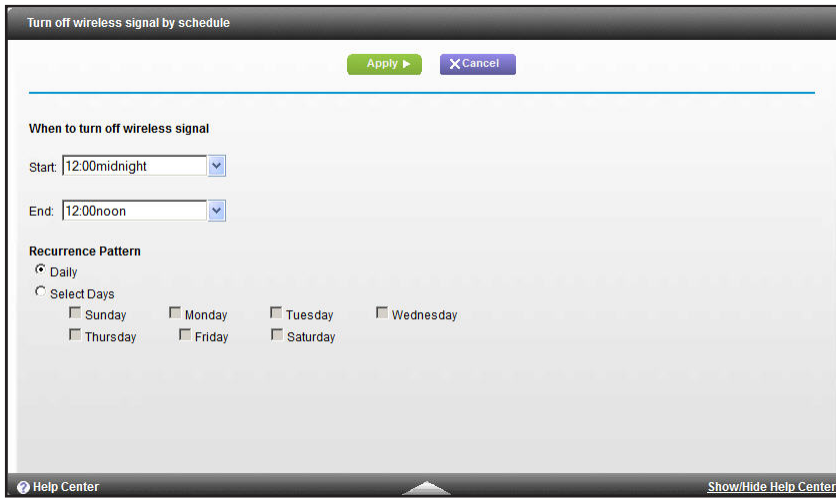 Turn off wireless signal by schedule
Apply
Cancel
When to turn off wireless signal
Start: 12:00midnight
End: 12:00noon
Recurrence Pattern
Daily
Select Days
Sunday Monday Tuesday Wednesday
Thursday Friday Saturday
Help Center Show/Hide Help Center